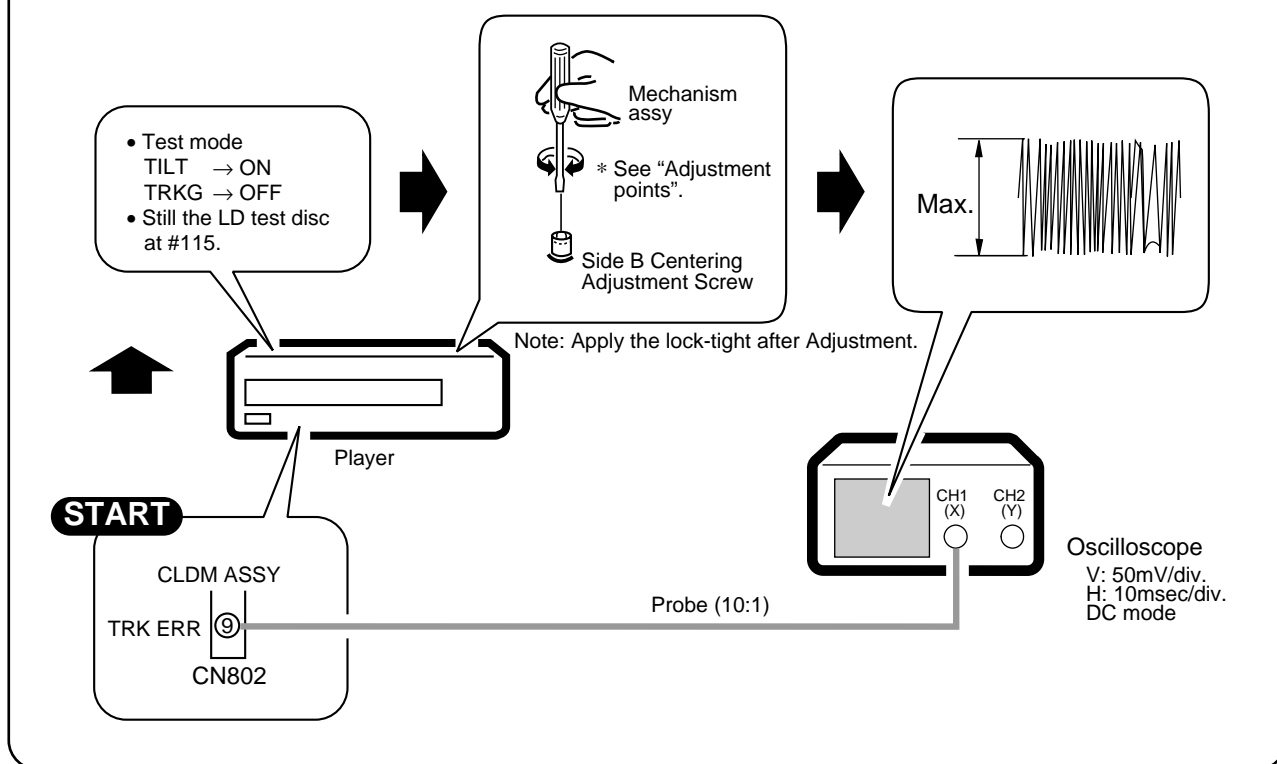 • Test mode
TILT → ON
TRKG → OFF
• Still the LD test disc
at #115.
Mechanism
assy
* See “Adjustment
points”.
Side B Centering
Adjustment Screw
Max.
Note: Apply the lock-tight after Adjustment.
Player
START
CLDM ASSY
TRK ERR ⑨
CN802
Probe (10:1)
CH1
(X)
CH2
(Y)
Oscilloscope
V: 50mV/div.
H: 10msec/div.
DC mode